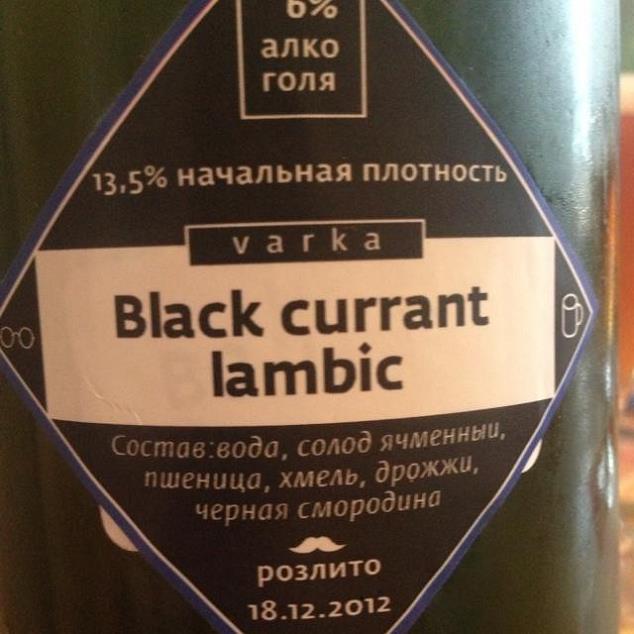 6%
алко
голя
13,5% начальная плотность
varka
Black currant
lambic
Состав:вода, солод ячменный,
пшеница, хмель, дрожжи,
черная смородина
розлито
18.12.2012